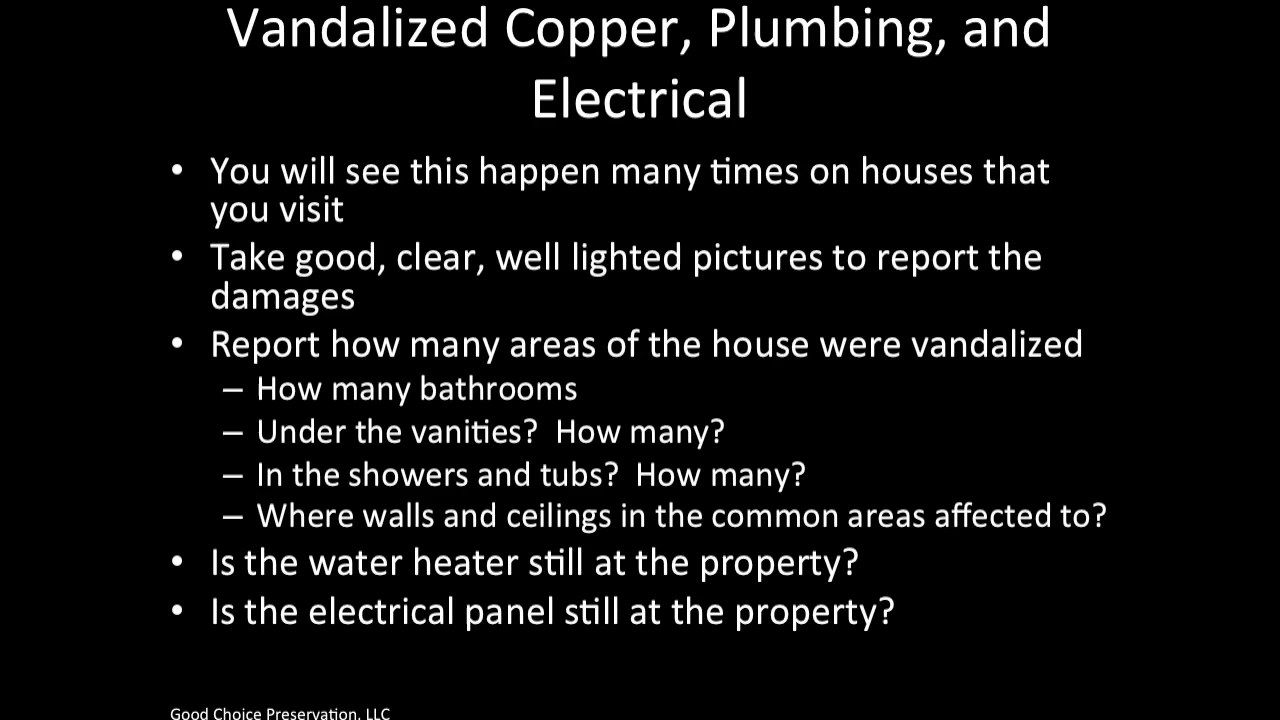 Vandalized Copper, Plumbing, and
Electrical
• You will see this happen many times on houses that
you visit
• Take good, clear, well lighted pictures to report the
damages
• Report how many areas of the house were vandalized
– How many bathrooms
– Under the vanities?  How many?
– In the showers and tubs?  How many?
– Where walls and ceilings in the common areas affected to?
• Is the water heater still at the property?
• Is the electrical panel still at the property?
Good Choice Preservation, LLC